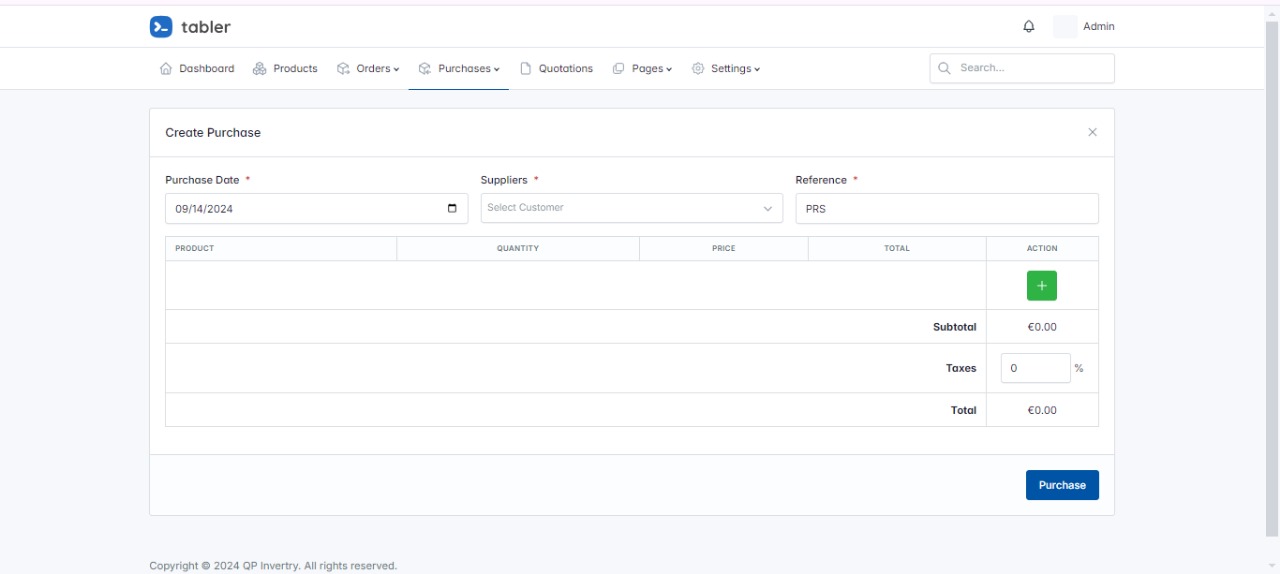 tabler
Admin
Dashboard Products Orders Purchases Quotations Pages Settings Search...
Create Purchase
Purchase Date * Suppliers * Reference *
09/14/2024 Select Customer PRS
PRODUCT QUANTITY PRICE TOTAL ACTION
+
Subtotal €0.00
Taxes 0 %
Total €0.00
Purchase
Copyright © 2024 QP Invertry. All rights reserved.